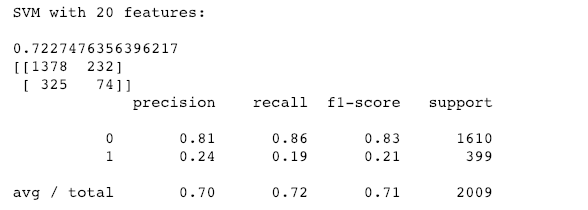 SVM with 20 features:
0.7227476356396217
[[1378 232]
[ 325 74]]
precision recall f1-score support
0 0.81 0.86 0.83 1610
1 0.24 0.19 0.21 399
avg / total 0.70 0.72 0.71 2009